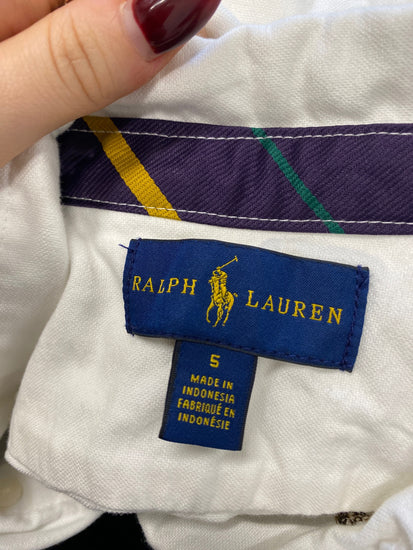 RALPH LAUREN
5
MADE IN
INDONESIA
FABRIQUÉ EN
INDONÉSIE